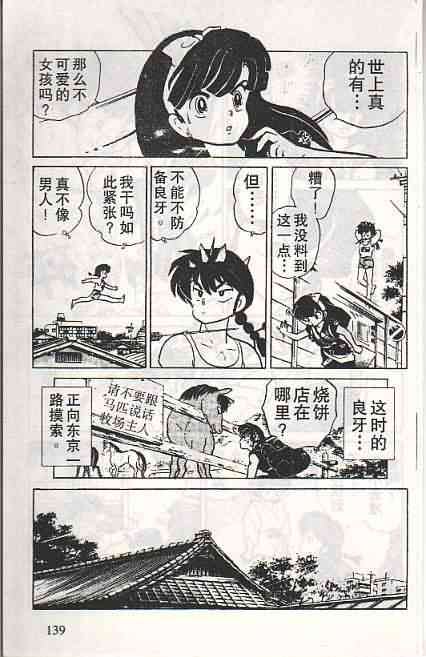 世上真
的有…
那么不
可爱的
女孩吗？
糟了！
我没料到
这一点…
但……
不能不防
备良牙。
我干吗如
此紧张？
真不像
男人！
这时的
良牙…
烧饼
店在
哪里？
请不要跟
马匹说话
牧场主人
正向东京一
路摸索。
139